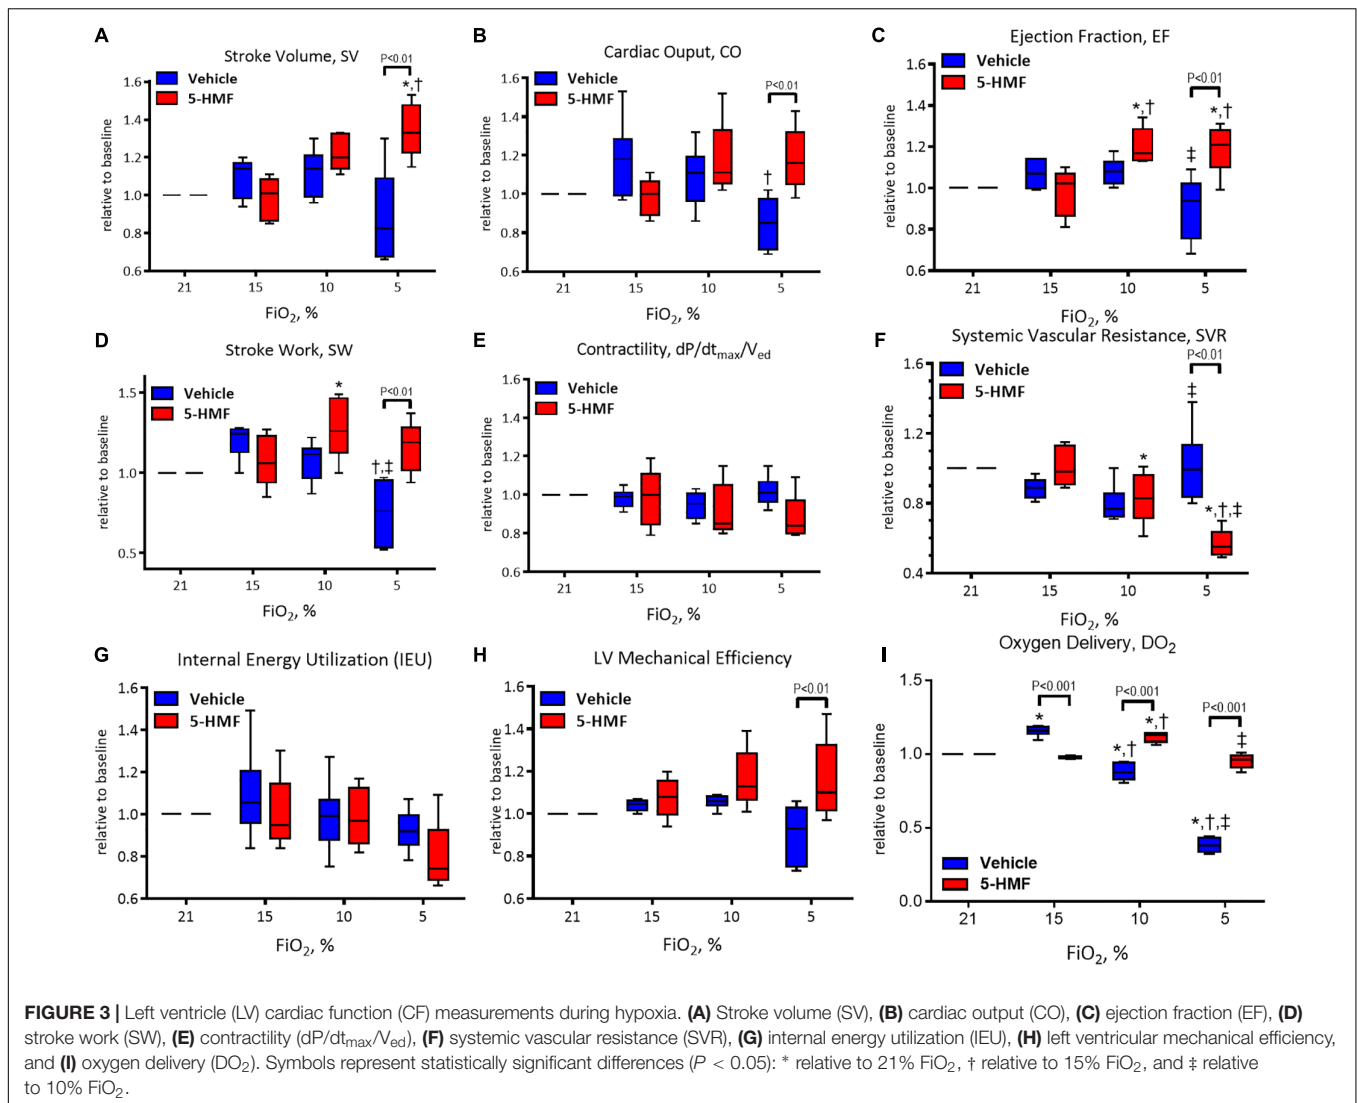 A
Stroke Volume, SV
P<0.01
*,†
Vehicle
5-HMF
relative to baseline
1.6
1.4
1.2
1.0
0.8
0.6
21 15 10 5
FiO2, %
B
Cardiac Ouput, CO
P<0.01
†
Vehicle
5-HMF
relative to baseline
1.6
1.4
1.2
1.0
0.8
0.6
21 15 10 5
FiO2, %
C
Ejection Fraction, EF
P<0.01
*,† *,†
‡
Vehicle
5-HMF
relative to baseline
1.6
1.4
1.2
1.0
0.8
0.6
21 15 10 5
FiO2, %
D
Stroke Work, SW
P<0.01
*
†,‡
Vehicle
5-HMF
relative to baseline
1.5
1.0
0.5
21 15 10 5
FiO2, %
E
Contractility, dP/dtmax/Ved
Vehicle
5-HMF
relative to baseline
1.6
1.4
1.2
1.0
0.8
0.6
21 15 10 5
FiO2, %
F
Systemic Vascular Resistance, SVR
P<0.01
‡
*
*,†,‡
Vehicle
5-HMF
relative to baseline
1.6
1.2
1.0
0.8
0.4
21 15 10 5
FiO2, %
G
Internal Energy Utilization (IEU)
Vehicle
5-HMF
relative to baseline
1.6
1.4
1.2
1.0
0.8
0.6
21 15 10 5
FiO2, %
H
LV Mechanical Efficiency
P<0.01
Vehicle
5-HMF
relative to baseline
1.6
1.4
1.2
1.0
0.8
0.6
21 15 10 5
FiO2, %
I
Oxygen Delivery, DO2
P<0.001 P<0.001 P<0.001
*
*,† *,†
‡
*,†,‡
Vehicle
5-HMF
relative to baseline
1.5
1.0
0.5
0.0
21 15 10 5
FiO2, %
FIGURE 3 | Left ventricle (LV) cardiac function (CF) measurements during hypoxia. (A) Stroke volume (SV), (B) cardiac output (CO), (C) ejection fraction (EF), (D)
stroke work (SW), (E) contractility (dP/dtmax/Ved), (F) systemic vascular resistance (SVR), (G) internal energy utilization (IEU), (H) left ventricular mechanical efficiency,
and (I) oxygen delivery (DO2). Symbols represent statistically significant differences (P < 0.05): * relative to 21% FiO2, † relative to 15% FiO2, and ‡ relative
to 10% FiO2.